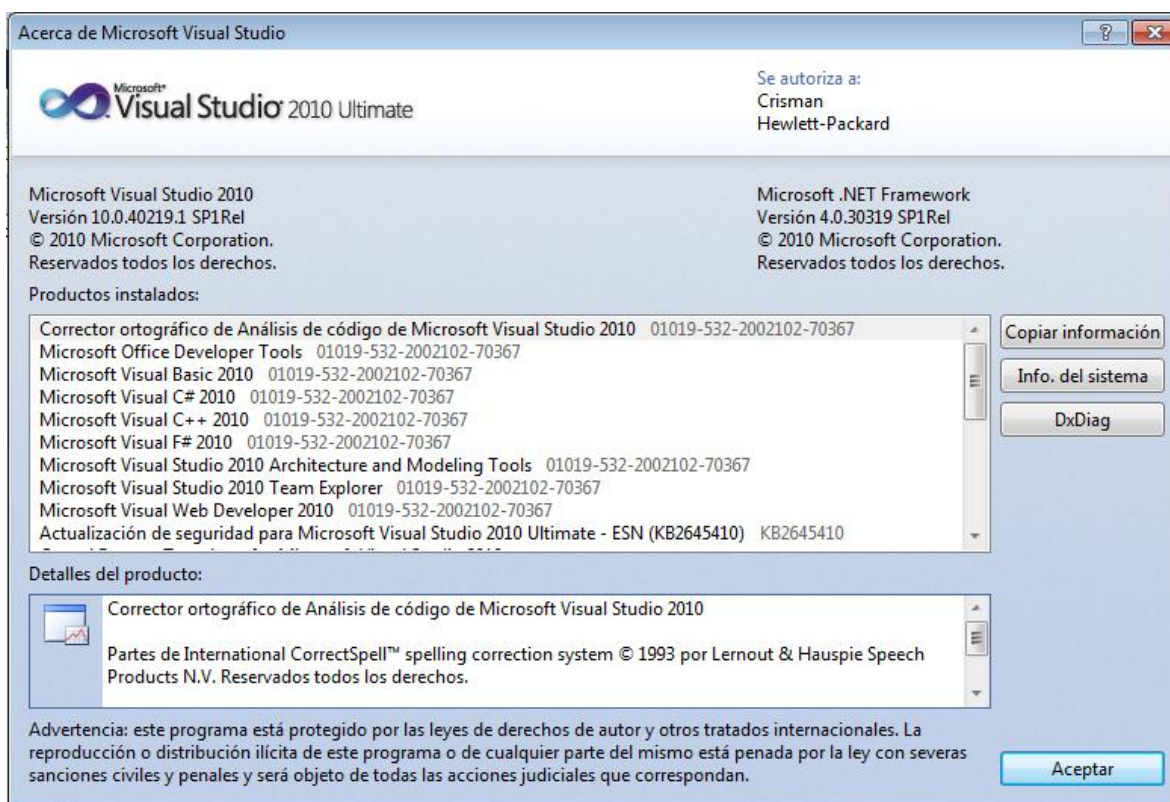 Acerca de Microsoft Visual Studio
Microsoft®
Visual Studio® 2010 Ultimate
Se autoriza a:
Crisman
Hewlett-Packard
Microsoft Visual Studio 2010
Versión 10.0.40219.1 SP1Rel
© 2010 Microsoft Corporation.
Reservados todos los derechos.
Microsoft .NET Framework
Versión 4.0.30319 SP1Rel
© 2010 Microsoft Corporation.
Reservados todos los derechos.
Productos instalados:
Corrector ortográfico de Análisis de código de Microsoft Visual Studio 2010 01019-532-2002102-70367
Microsoft Office Developer Tools 01019-532-2002102-70367
Microsoft Visual Basic 2010 01019-532-2002102-70367
Microsoft Visual C# 2010 01019-532-2002102-70367
Microsoft Visual C++ 2010 01019-532-2002102-70367
Microsoft Visual F# 2010 01019-532-2002102-70367
Microsoft Visual Studio 2010 Architecture and Modeling Tools 01019-532-2002102-70367
Microsoft Visual Studio 2010 Team Explorer 01019-532-2002102-70367
Microsoft Visual Web Developer 2010 01019-532-2002102-70367
Actualización de seguridad para Microsoft Visual Studio 2010 Ultimate - ESN (KB2645410) KB2645410
Copiar información
Info. del sistema
DxDiag
Detalles del producto:
Corrector ortográfico de Análisis de código de Microsoft Visual Studio 2010
Partes de International CorrectSpell™ spelling correction system © 1993 por Lernout & Hauspie Speech
Products N.V. Reservados todos los derechos.
Advertencia: este programa está protegido por las leyes de derechos de autor y otros tratados internacionales. La
reproducción o distribución ilícita de este programa o de cualquier parte del mismo está penada por la ley con severas
sanciones civiles y penales y será objeto de todas las acciones judiciales que correspondan.
Aceptar